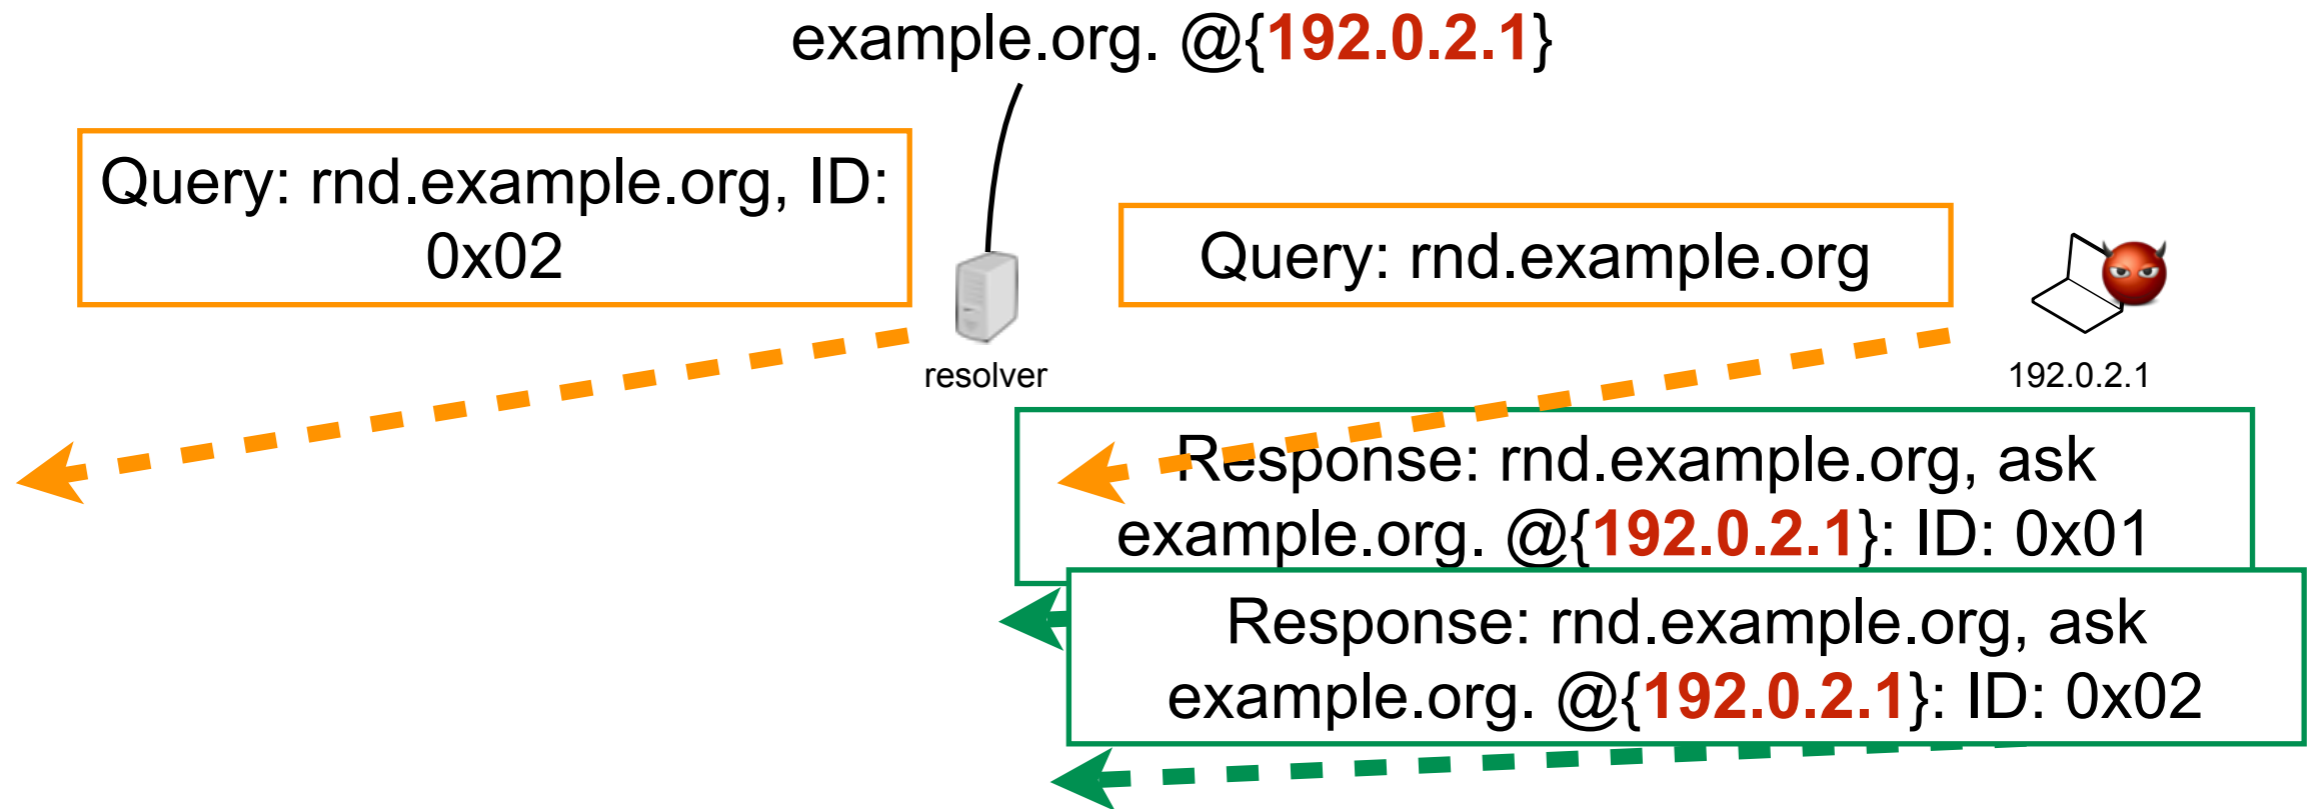 example.org. @{192.0.2.1}
Query: rnd.example.org, ID:
0x02
Query: rnd.example.org
resolver
192.0.2.1
Response: rnd.example.org, ask
example.org. @{192.0.2.1}: ID: 0x01
Response: rnd.example.org, ask
example.org. @{192.0.2.1}: ID: 0x02